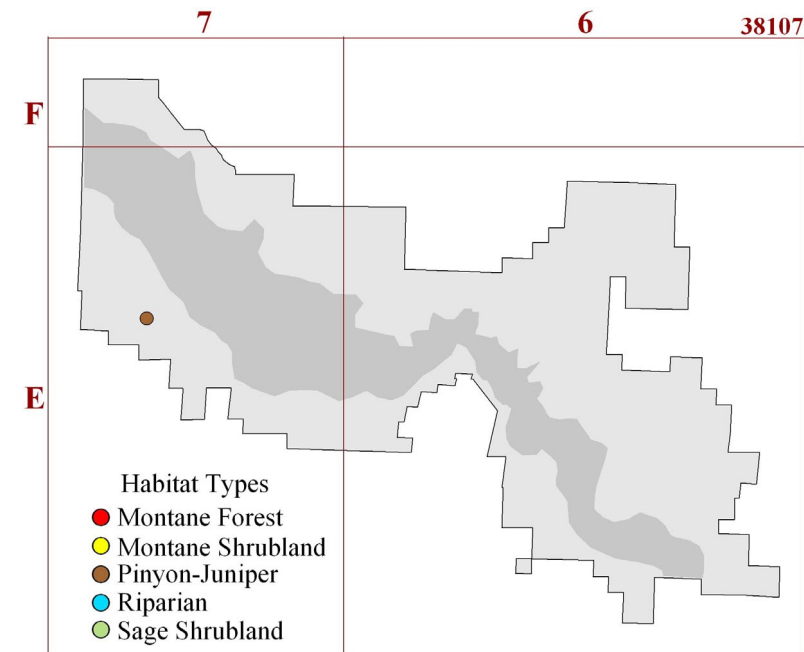 7 6 38107
F
E
Habitat Types
Montane Forest
Montane Shrubland
Pinyon-Juniper
Riparian
Sage Shrubland